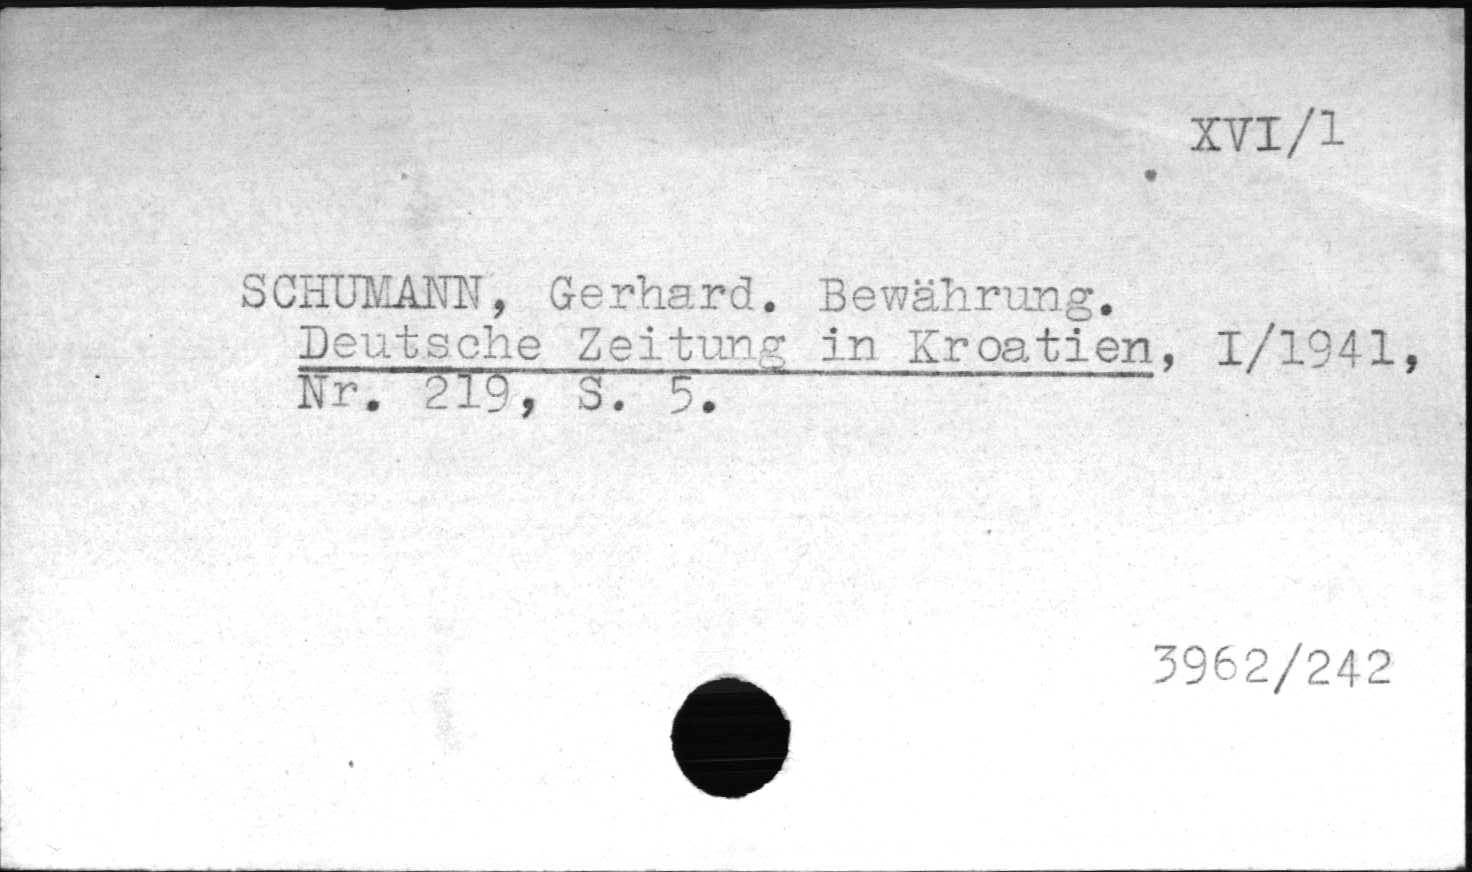 XVI/1
SCHUMANN, Gerhard. Bewährung.
Deutsche Zeitung in Kroatien, I/1941,
Nr. 219, S. 5.
3962/242